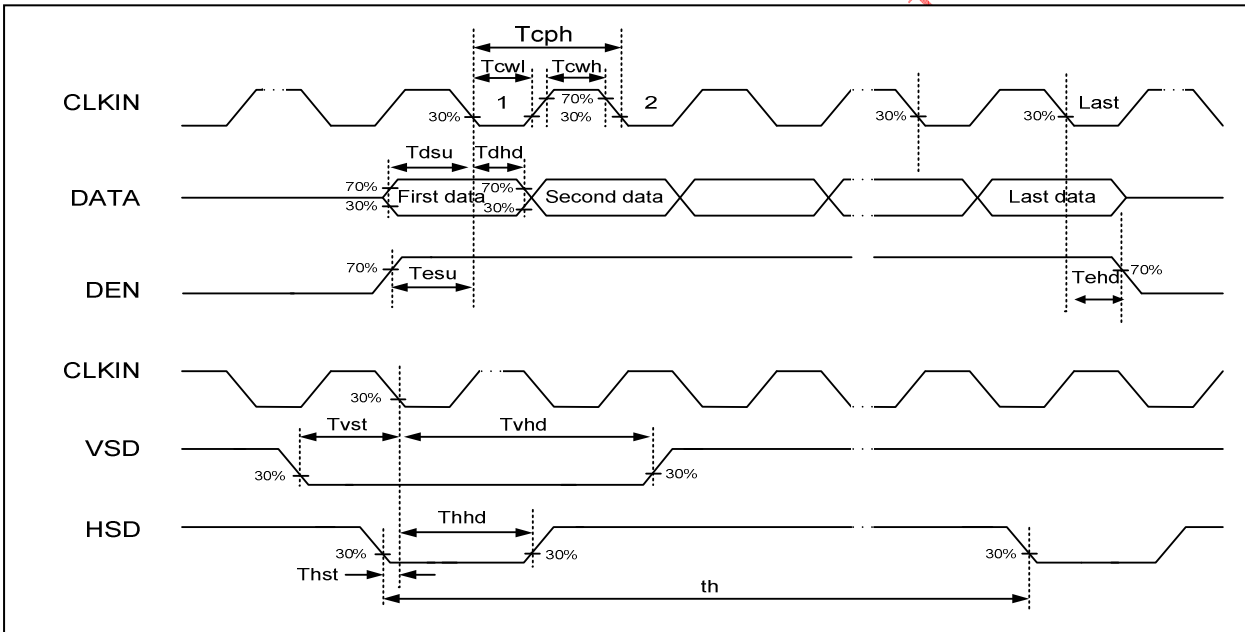 Tcph
Tcwl Tcwh
CLKIN 30% 1 70% 30% 2 30% 30% Last
Tdsu Tdhd
DATA 70% 30% First data 70% 30% Second data Last data
DEN 70% Tesu Tehd 70%
CLKIN 30%
Tvst Tvhd
VSD 30% 30%
HSD 30% Thhd 30% 30%
Thst
th